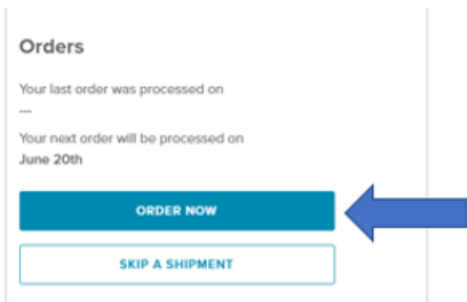 Orders
Your last order was processed on
---
Your next order will be processed on
June 20th
ORDER NOW
SKIP A SHIPMENT